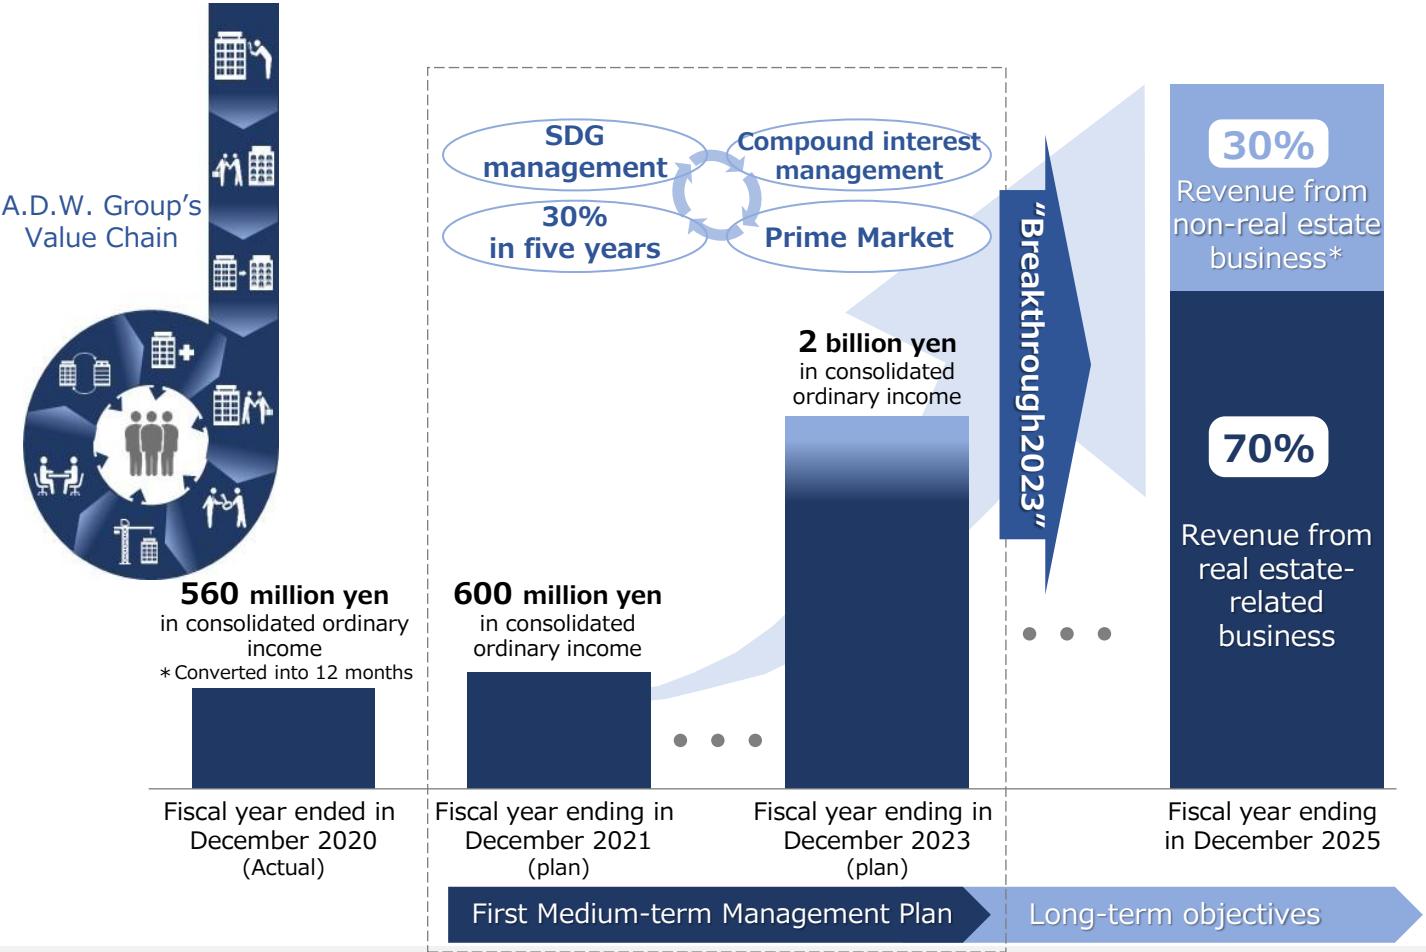 A.D.W. Group’s
Value Chain
SDG
management
Compound interest
management
30%
in five years
Prime Market
“Breakthrough2023”
30%
Revenue from
non-real estate
business*
70%
Revenue from
real estate-
related
business
2 billion yen
in consolidated
ordinary income
560 million yen
in consolidated ordinary
income
*Converted into 12 months
600 million yen
in consolidated
ordinary income
Fiscal year ended in
December 2020
(Actual)
Fiscal year ending in
December 2021
(plan)
Fiscal year ending in
December 2023
(plan)
Fiscal year ending
in December 2025
First Medium-term Management Plan
Long-term objectives